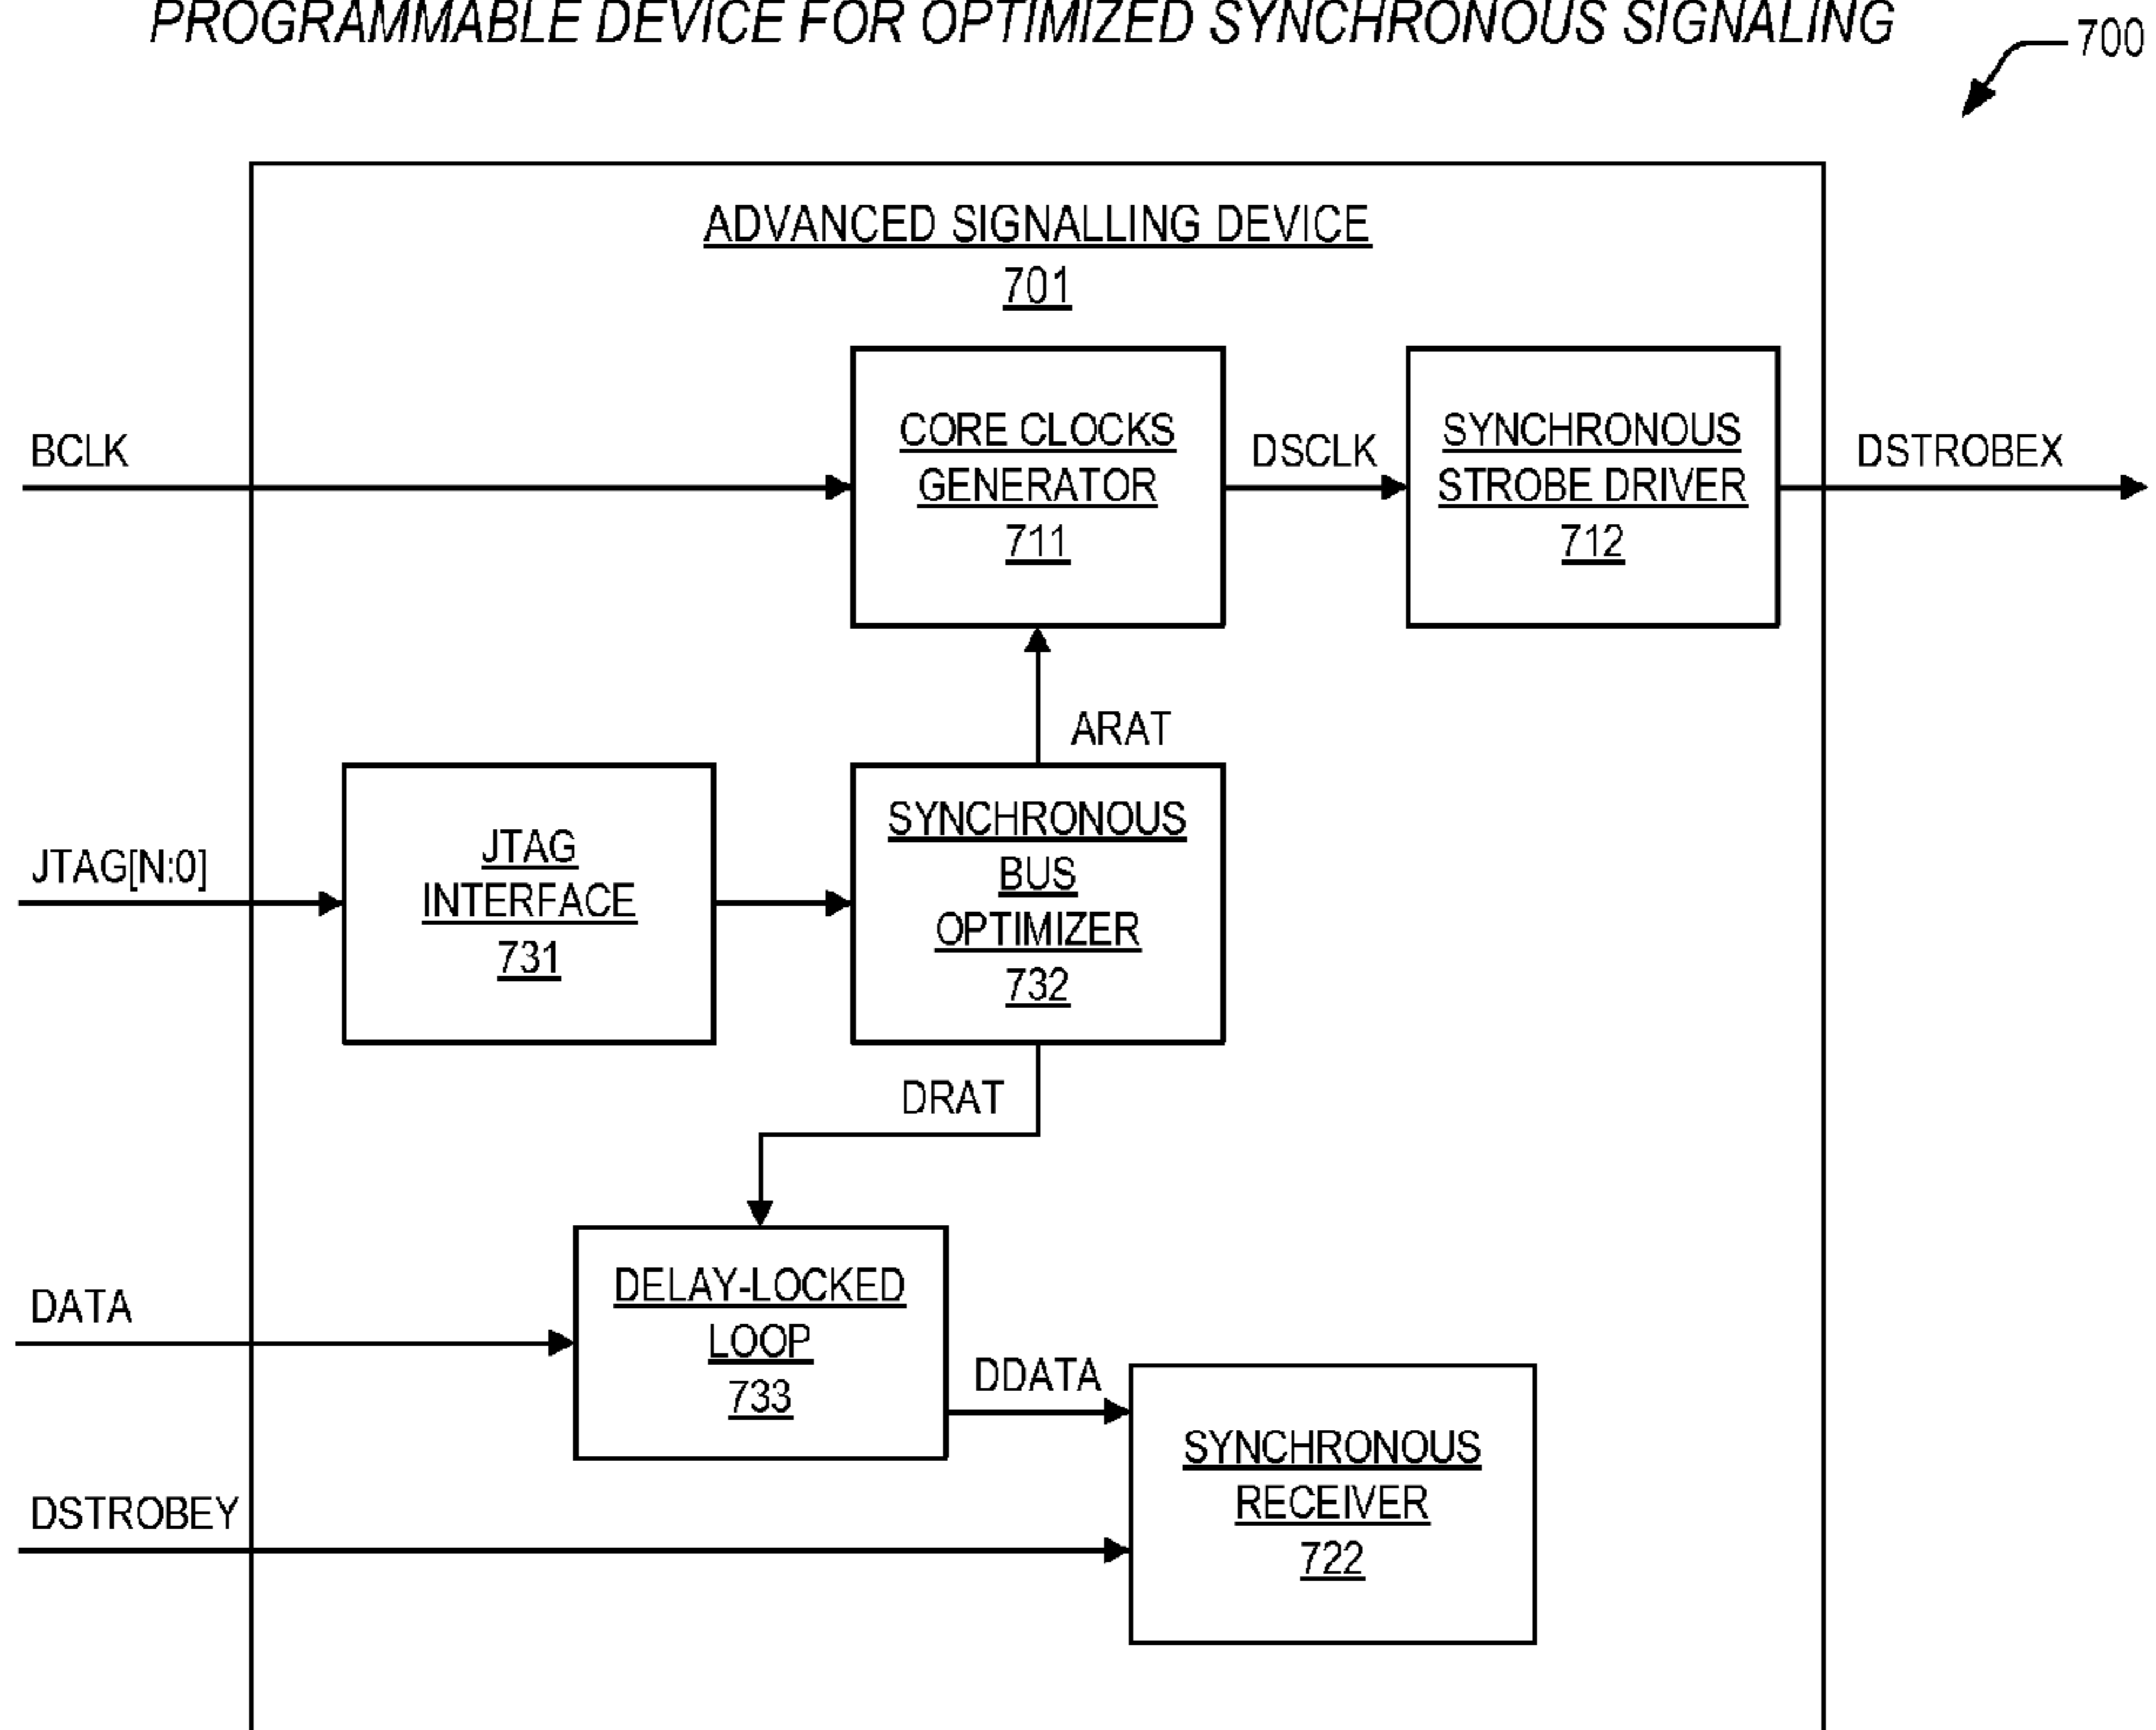 PROGRAMMABLE DEVICE FOR OPTIMIZED SYNCHRONOUS SIGNALING
700
ADVANCED SIGNALLING DEVICE
701
BCLK
CORE CLOCKS
GENERATOR
711
DSCLK
SYNCHRONOUS
STROBE DRIVER
712
DSTROBEX
ARAT
JTAG[N:0]
JTAG
INTERFACE
731
SYNCHRONOUS
BUS
OPTIMIZER
732
DRAT
DATA
DELAY-LOCKED
LOOP
733
DDATA
DSTROBEY
SYNCHRONOUS
RECEIVER
722